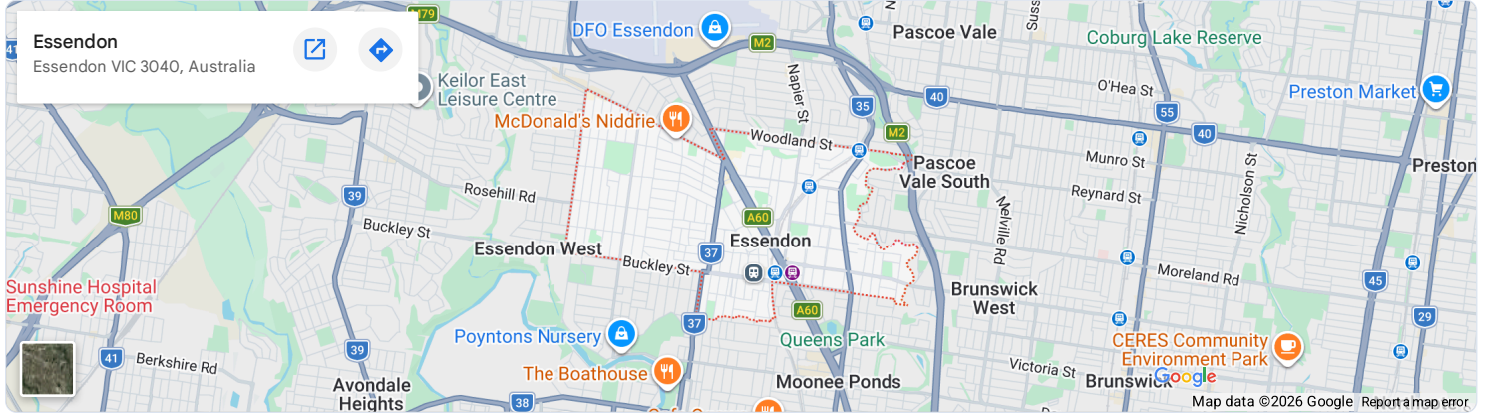 M79
Essendon
Essendon VIC 3040, Australia
41
DFO Essendon
M2
Pascoe Vale
Coburg Lake Reserve
Keilor East
Leisure Centre
McDonald's Niddrie
Napier St
35
40
O'Hea St
55
Preston Market
M2
40
Woodland St
Munro St
Preston
Pascoe
Vale South
39
Rosehill Rd
Reynard St
Nicholson St
M80
Buckley St
A60
Melville Rd
Essendon West
Essendon
37
Buckley St
Moreland Rd
45
Sunshine Hospital
Emergency Room
Brunswick
West
A60
37
29
Poyntons Nursery
Queens Park
CERES Community
Environment Park
41
Berkshire Rd
39
The Boathouse
Victoria St
Avondale
Heights
Moonee Ponds
Brunswick
Google
38
Map data ©2026 Google
Report a map error